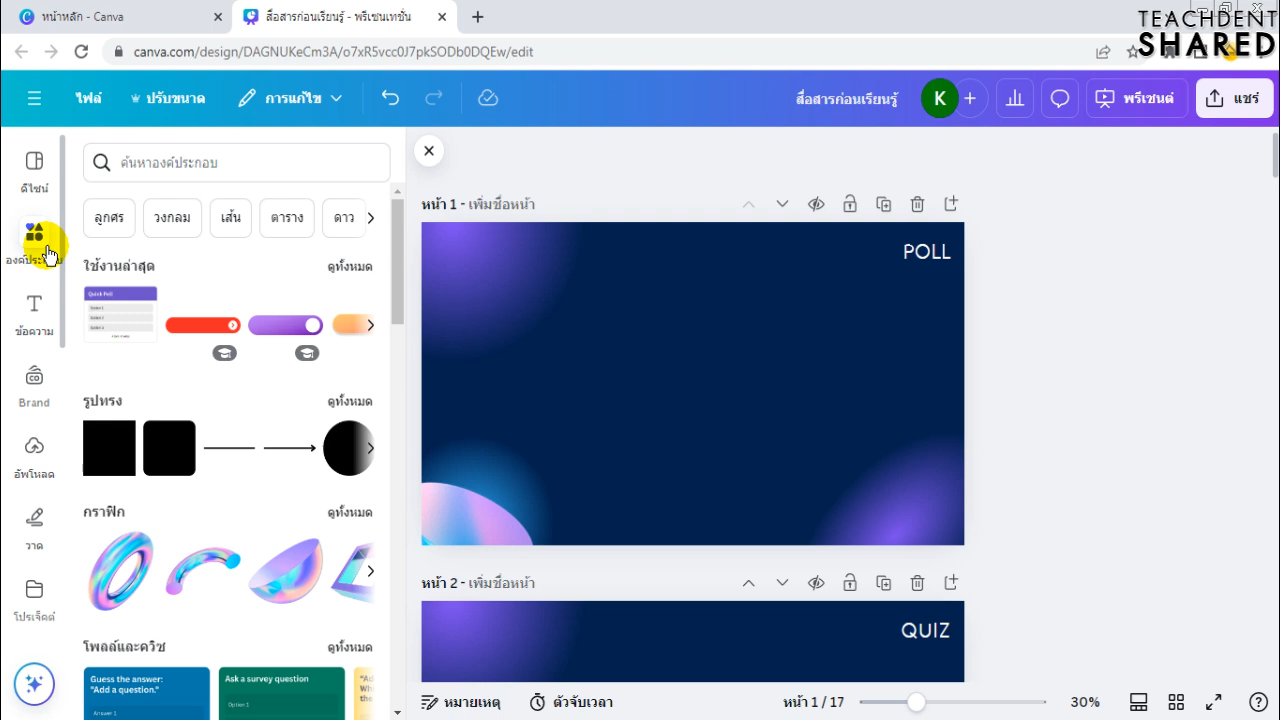 หน้าหลัก - Canva
สื่อสารก่อนเรียนรู้ - พรีเซนเทชั่น
TEACHDENT
SHARED
canva.com/design/DAGNUKeCm3A/o7xR5vcc0J7pkSODb0DQEw/edit
ไฟล์
ปรับขนาด
การแก้ไข
สื่อสารก่อนเรียนรู้
K
พรีเซนต์
แชร์
ดีไซน์
องค์ประกอบ
ข้อความ
Brand
อัพโหลด
วาด
โปรเจ็คต์
ค้นหาองค์ประกอบ
ลูกศร
วงกลม
เส้น
ตาราง
ดาว
ใช้งานล่าสุด
ดูทั้งหมด
Quick Poll
รูปทรง
ดูทั้งหมด
กราฟิก
ดูทั้งหมด
โพลล์และควิซ
ดูทั้งหมด
Guess the answer:
"Add a question."
Answer 1
Ask a survey question
Option 1
หน้า 1 - เพิ่มชื่อหน้า
POLL
หน้า 2 - เพิ่มชื่อหน้า
QUIZ
หมายเหตุ
ตัวจับเวลา
หน้า 1 / 17
30%